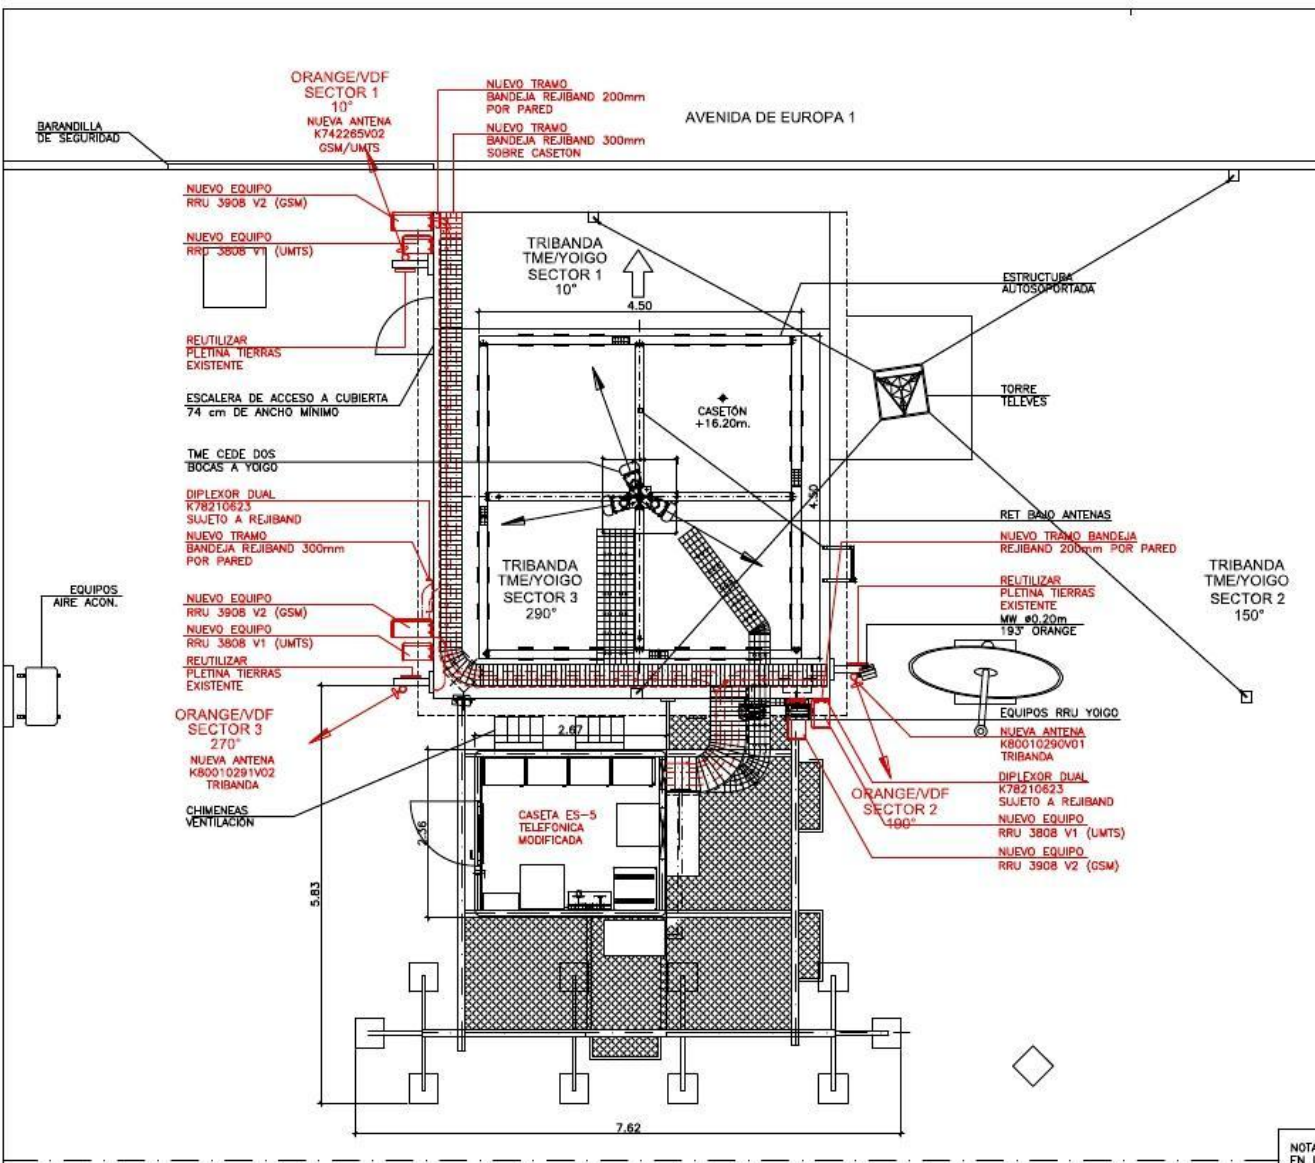 AVENIDA DE EUROPA 1
ORANGE/VDF
SECTOR 1
10°
NUEVA ANTENA
K742265V02
GSM/UMTS
NUEVO TRAMO
BANDEJA REJIBAND 200mm
POR PARED
NUEVO TRAMO
BANDEJA REJIBAND 300mm
SOBRE CASETON
BARANDILLA
DE SEGURIDAD
NUEVO EQUIPO
RRU 3908 V2 (GSM)
NUEVO EQUIPO
RRU 3808 V1 (UMTS)
REUTILIZAR
PLETINA TIERRAS
EXISTENTE
ESCALERA DE ACCESO A CUBIERTA
74 cm DE ANCHO MÍNIMO
TME CEDE DOS
BOCAS A YOIGO
DIPLEXOR DUAL
K78210623
SUJETO A REJIBAND
NUEVO TRAMO
BANDEJA REJIBAND 300mm
POR PARED
EQUIPOS
AIRE ACON.
NUEVO EQUIPO
RRU 3908 V2 (GSM)
NUEVO EQUIPO
RRU 3808 V1 (UMTS)
REUTILIZAR
PLETINA TIERRAS
EXISTENTE
ORANGE/VDF
SECTOR 3
270°
NUEVA ANTENA
K80010291V02
TRIBANDA
CHIMENEAS
VENTILACIÓN
TRIBANDA
TME/YOIGO
SECTOR 1
10°
4.50
CASETÓN
+16.20m.
4.50
TRIBANDA
TME/YOIGO
SECTOR 3
290°
2.67
CASETA ES-5
TELEFONICA
MODIFICADA
2.36
5.83
7.62
ESTRUCTURA
AUTOSOPORTADA
TORRE
TELEVES
RET BAJO ANTENAS
NUEVO TRAMO BANDEJA
REJIBAND 200mm POR PARED
REUTILIZAR
PLETINA TIERRAS
EXISTENTE
MW ø0.20m
193° ORANGE
TRIBANDA
TME/YOIGO
SECTOR 2
150°
EQUIPOS RRU YOIGO
NUEVA ANTENA
K80010290V01
TRIBANDA
ORANGE/VDF
SECTOR 2
190°
DIPLEXOR DUAL
K78210623
SUJETO A REJIBAND
NUEVO EQUIPO
RRU 3808 V1 (UMTS)
NUEVO EQUIPO
RRU 3908 V2 (GSM)